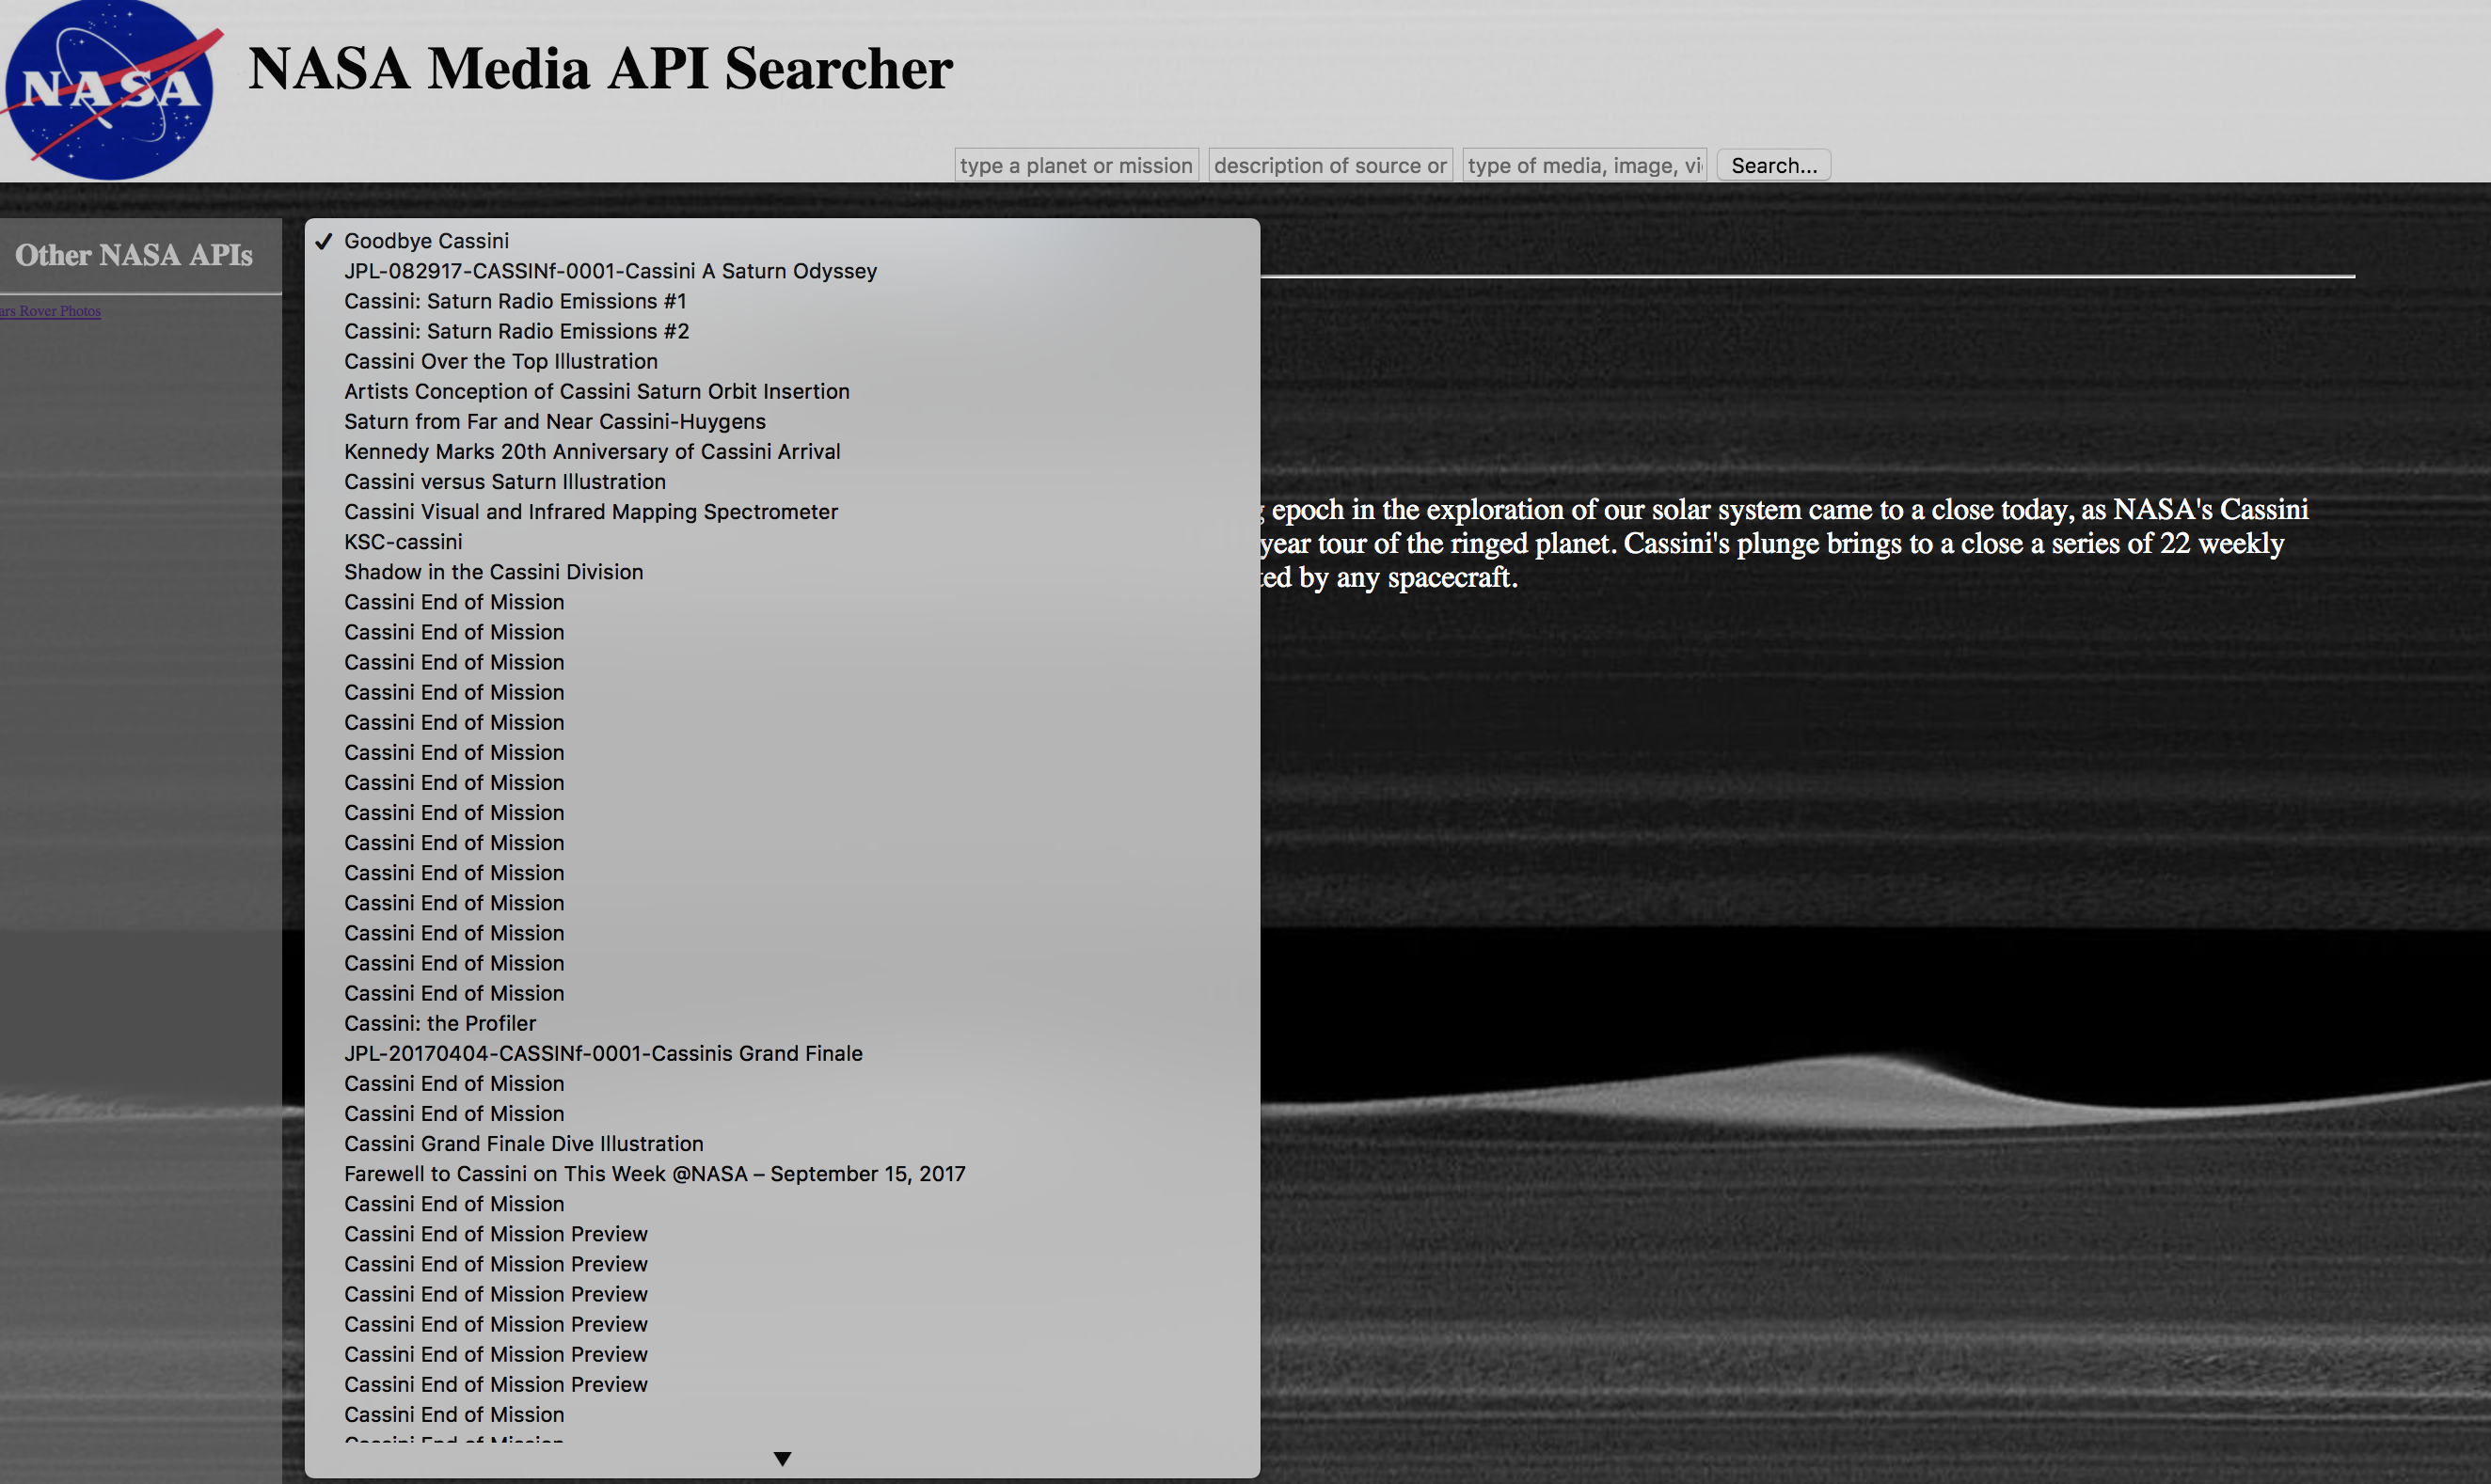 NASA
NASA Media API Searcher
type a planet or mission
description of source or
type of media, image, vi
Search...
Other NASA APIs
ars Rover Photos
✓ Goodbye Cassini
JPL-082917-CASSINf-0001-Cassini A Saturn Odyssey
Cassini: Saturn Radio Emissions #1
Cassini: Saturn Radio Emissions #2
Cassini Over the Top Illustration
Artists Conception of Cassini Saturn Orbit Insertion
Saturn from Far and Near Cassini-Huygens
Kennedy Marks 20th Anniversary of Cassini Arrival
Cassini versus Saturn Illustration
Cassini Visual and Infrared Mapping Spectrometer
KSC-cassini
Shadow in the Cassini Division
Cassini End of Mission
Cassini End of Mission
Cassini End of Mission
Cassini End of Mission
Cassini End of Mission
Cassini End of Mission
Cassini End of Mission
Cassini End of Mission
Cassini End of Mission
Cassini End of Mission
Cassini End of Mission
Cassini End of Mission
Cassini End of Mission
Cassini End of Mission
Cassini: the Profiler
JPL-20170404-CASSINf-0001-Cassinis Grand Finale
Cassini End of Mission
Cassini End of Mission
Cassini Grand Finale Dive Illustration
Farewell to Cassini on This Week @NASA – September 15, 2017
Cassini End of Mission
Cassini End of Mission Preview
Cassini End of Mission Preview
Cassini End of Mission Preview
Cassini End of Mission Preview
Cassini End of Mission Preview
Cassini End of Mission Preview
Cassini End of Mission
Cassini End of Mission
epoch in the exploration of our solar system came to a close today, as NASA's Cassini
year tour of the ringed planet. Cassini's plunge brings to a close a series of 22 weekly
ted by any spacecraft.